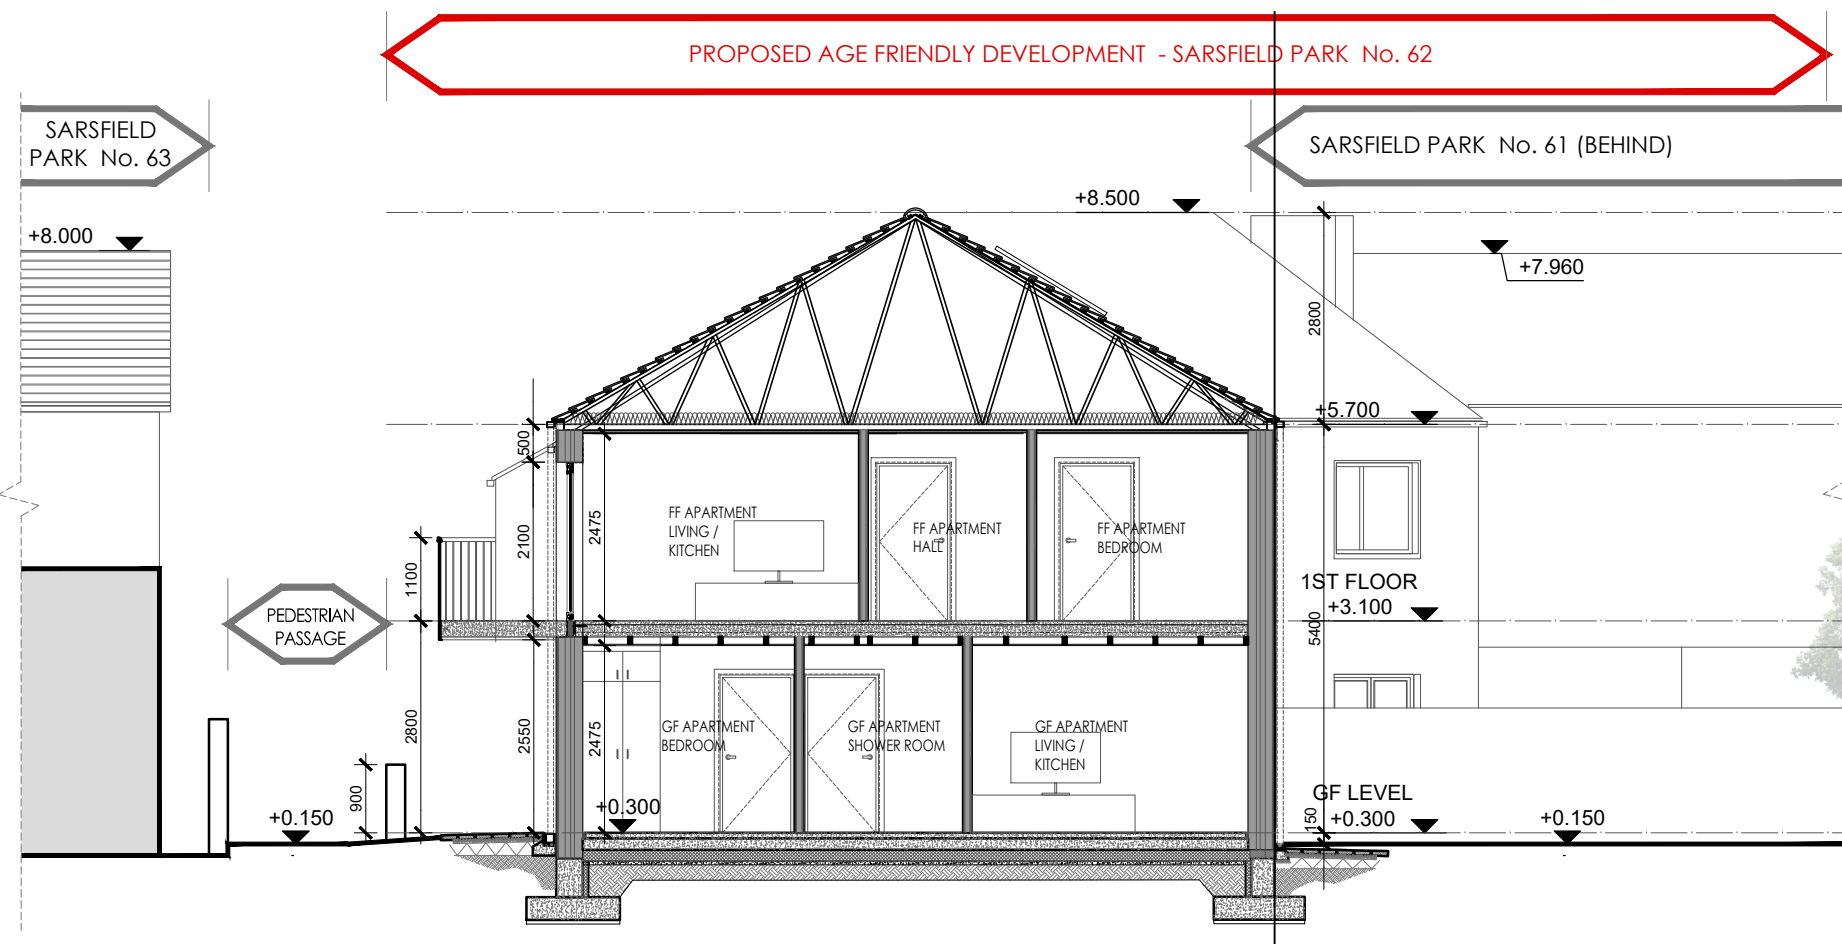 PROPOSED AGE FRIENDLY DEVELOPMENT - SARSFIELD PARK No. 62
SARSFIELD
PARK No. 63
SARSFIELD PARK No. 61 (BEHIND)
+8.500
+8.000
+7.960
2800
+5.700
500
2100
2475
1100
FF APARTMENT
LIVING /
KITCHEN
FF APARTMENT
HALL
FF APARTMENT
BEDROOM
1ST FLOOR
+3.100
5400
PEDESTRIAN
PASSAGE
2800
2550
2475
900
GF APARTMENT
BEDROOM
GF APARTMENT
SHOWER ROOM
GF APARTMENT
LIVING /
KITCHEN
GF LEVEL
+0.300
150
+0.150
+0.300
+0.150